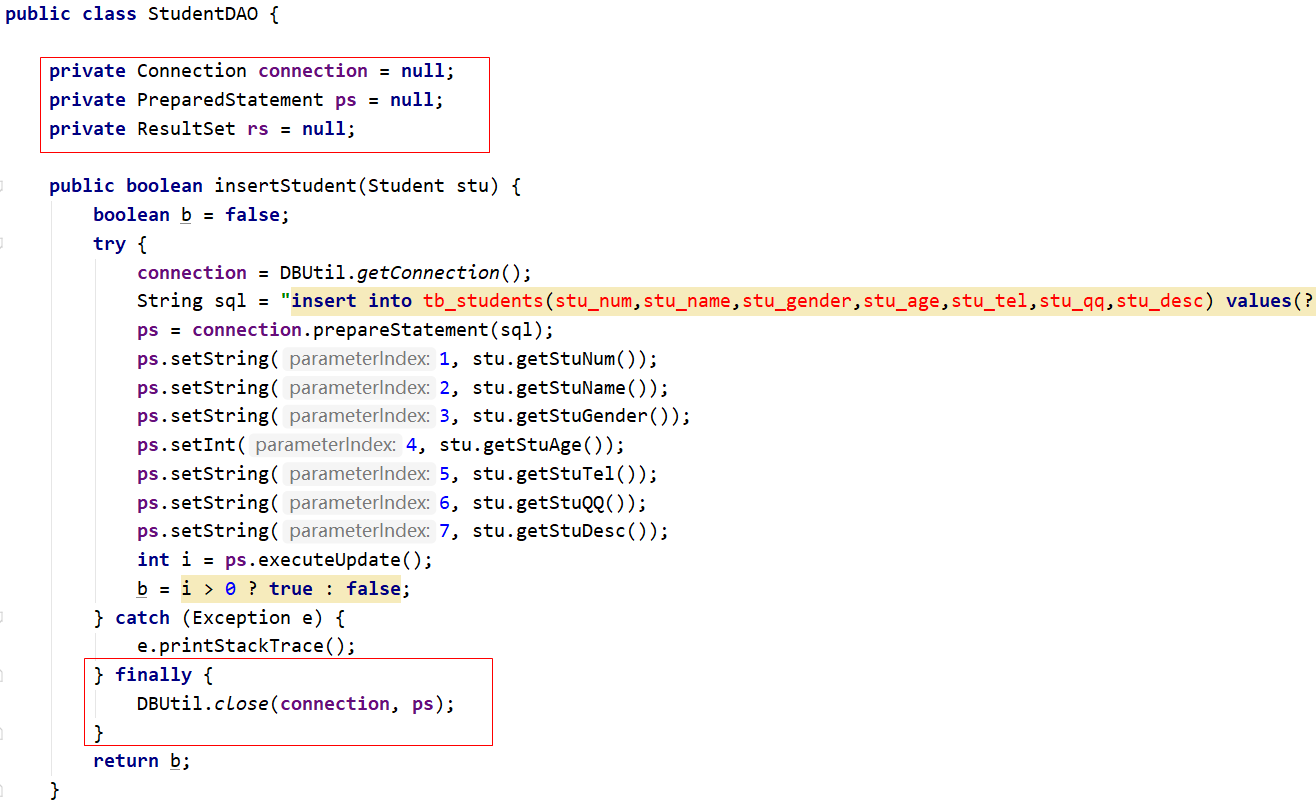 public class StudentDAO {
private Connection connection = null;
private PreparedStatement ps = null;
private ResultSet rs = null;
public boolean insertStudent(Student stu) {
boolean b = false;
try {
connection = DBUtil.getConnection();
String sql = "insert into tb_students(stu_num,stu_name,stu_gender,stu_age,stu_tel,stu_qq,stu_desc) values(?
ps = connection.prepareStatement(sql);
ps.setString( parameterIndex: 1, stu.getStuNum());
ps.setString( parameterIndex: 2, stu.getStuName());
ps.setString( parameterIndex: 3, stu.getStuGender());
ps.setInt( parameterIndex: 4, stu.getStuAge());
ps.setString( parameterIndex: 5, stu.getStuTel());
ps.setString( parameterIndex: 6, stu.getStuQQ());
ps.setString( parameterIndex: 7, stu.getStuDesc());
int i = ps.executeUpdate();
b = i > 0 ? true : false;
} catch (Exception e) {
e.printStackTrace();
} finally {
DBUtil.close(connection, ps);
}
return b;
}